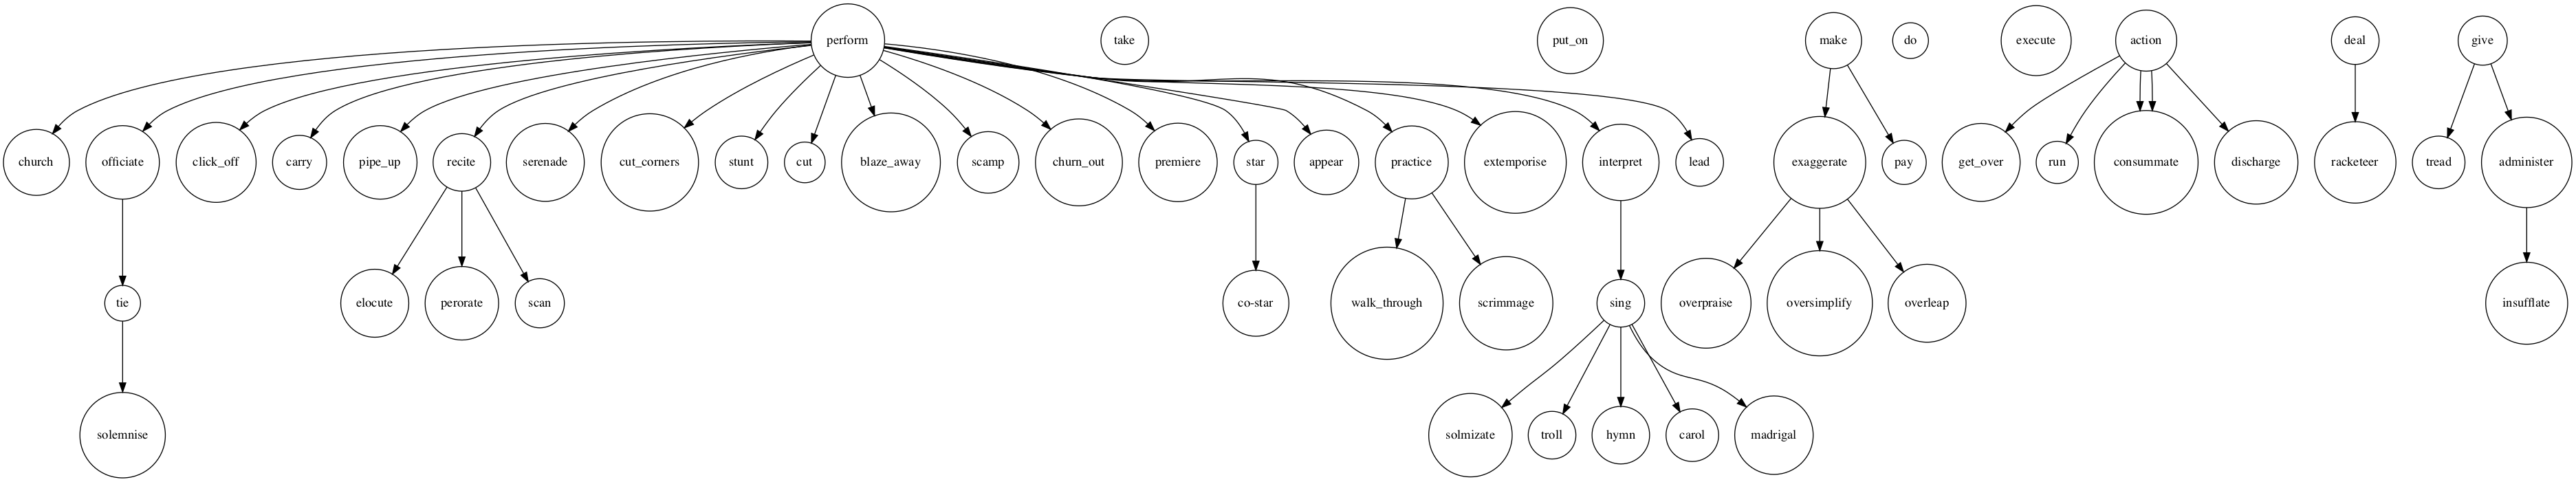 perform
take
put_on
make
do
execute
action
deal
give
church
officiate
click_off
carry
pipe_up
recite
serenade
cut_corners
stunt
cut
blaze_away
scamp
churn_out
premiere
star
appear
practice
extemporise
interpret
lead
exaggerate
pay
get_over
run
consummate
discharge
racketeer
tread
administer
tie
elocute
perorate
scan
co-star
walk_through
scrimmage
sing
overpraise
oversimplify
overleap
insufflate
solemnise
solmizate
troll
hymn
carol
madrigal